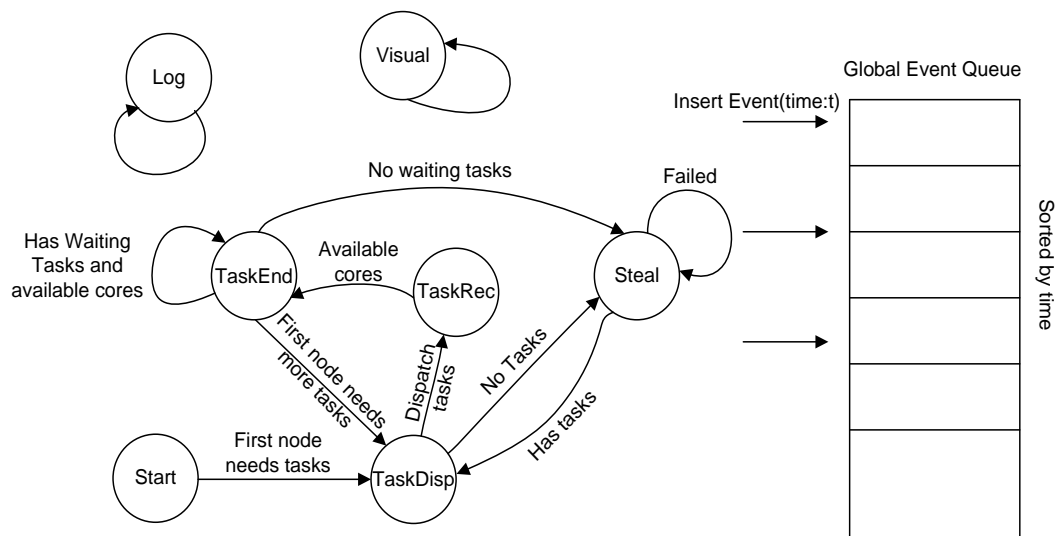 Visual
Log
Global Event Queue
Insert Event(time:t)
No waiting tasks
Failed
Has Waiting
Tasks and
available cores
Available
cores
TaskEnd
TaskRec
Steal
Sorted by time
First node needs
more tasks
Dispatch
tasks
No Tasks
Has tasks
First node
needs tasks
Start
TaskDisp